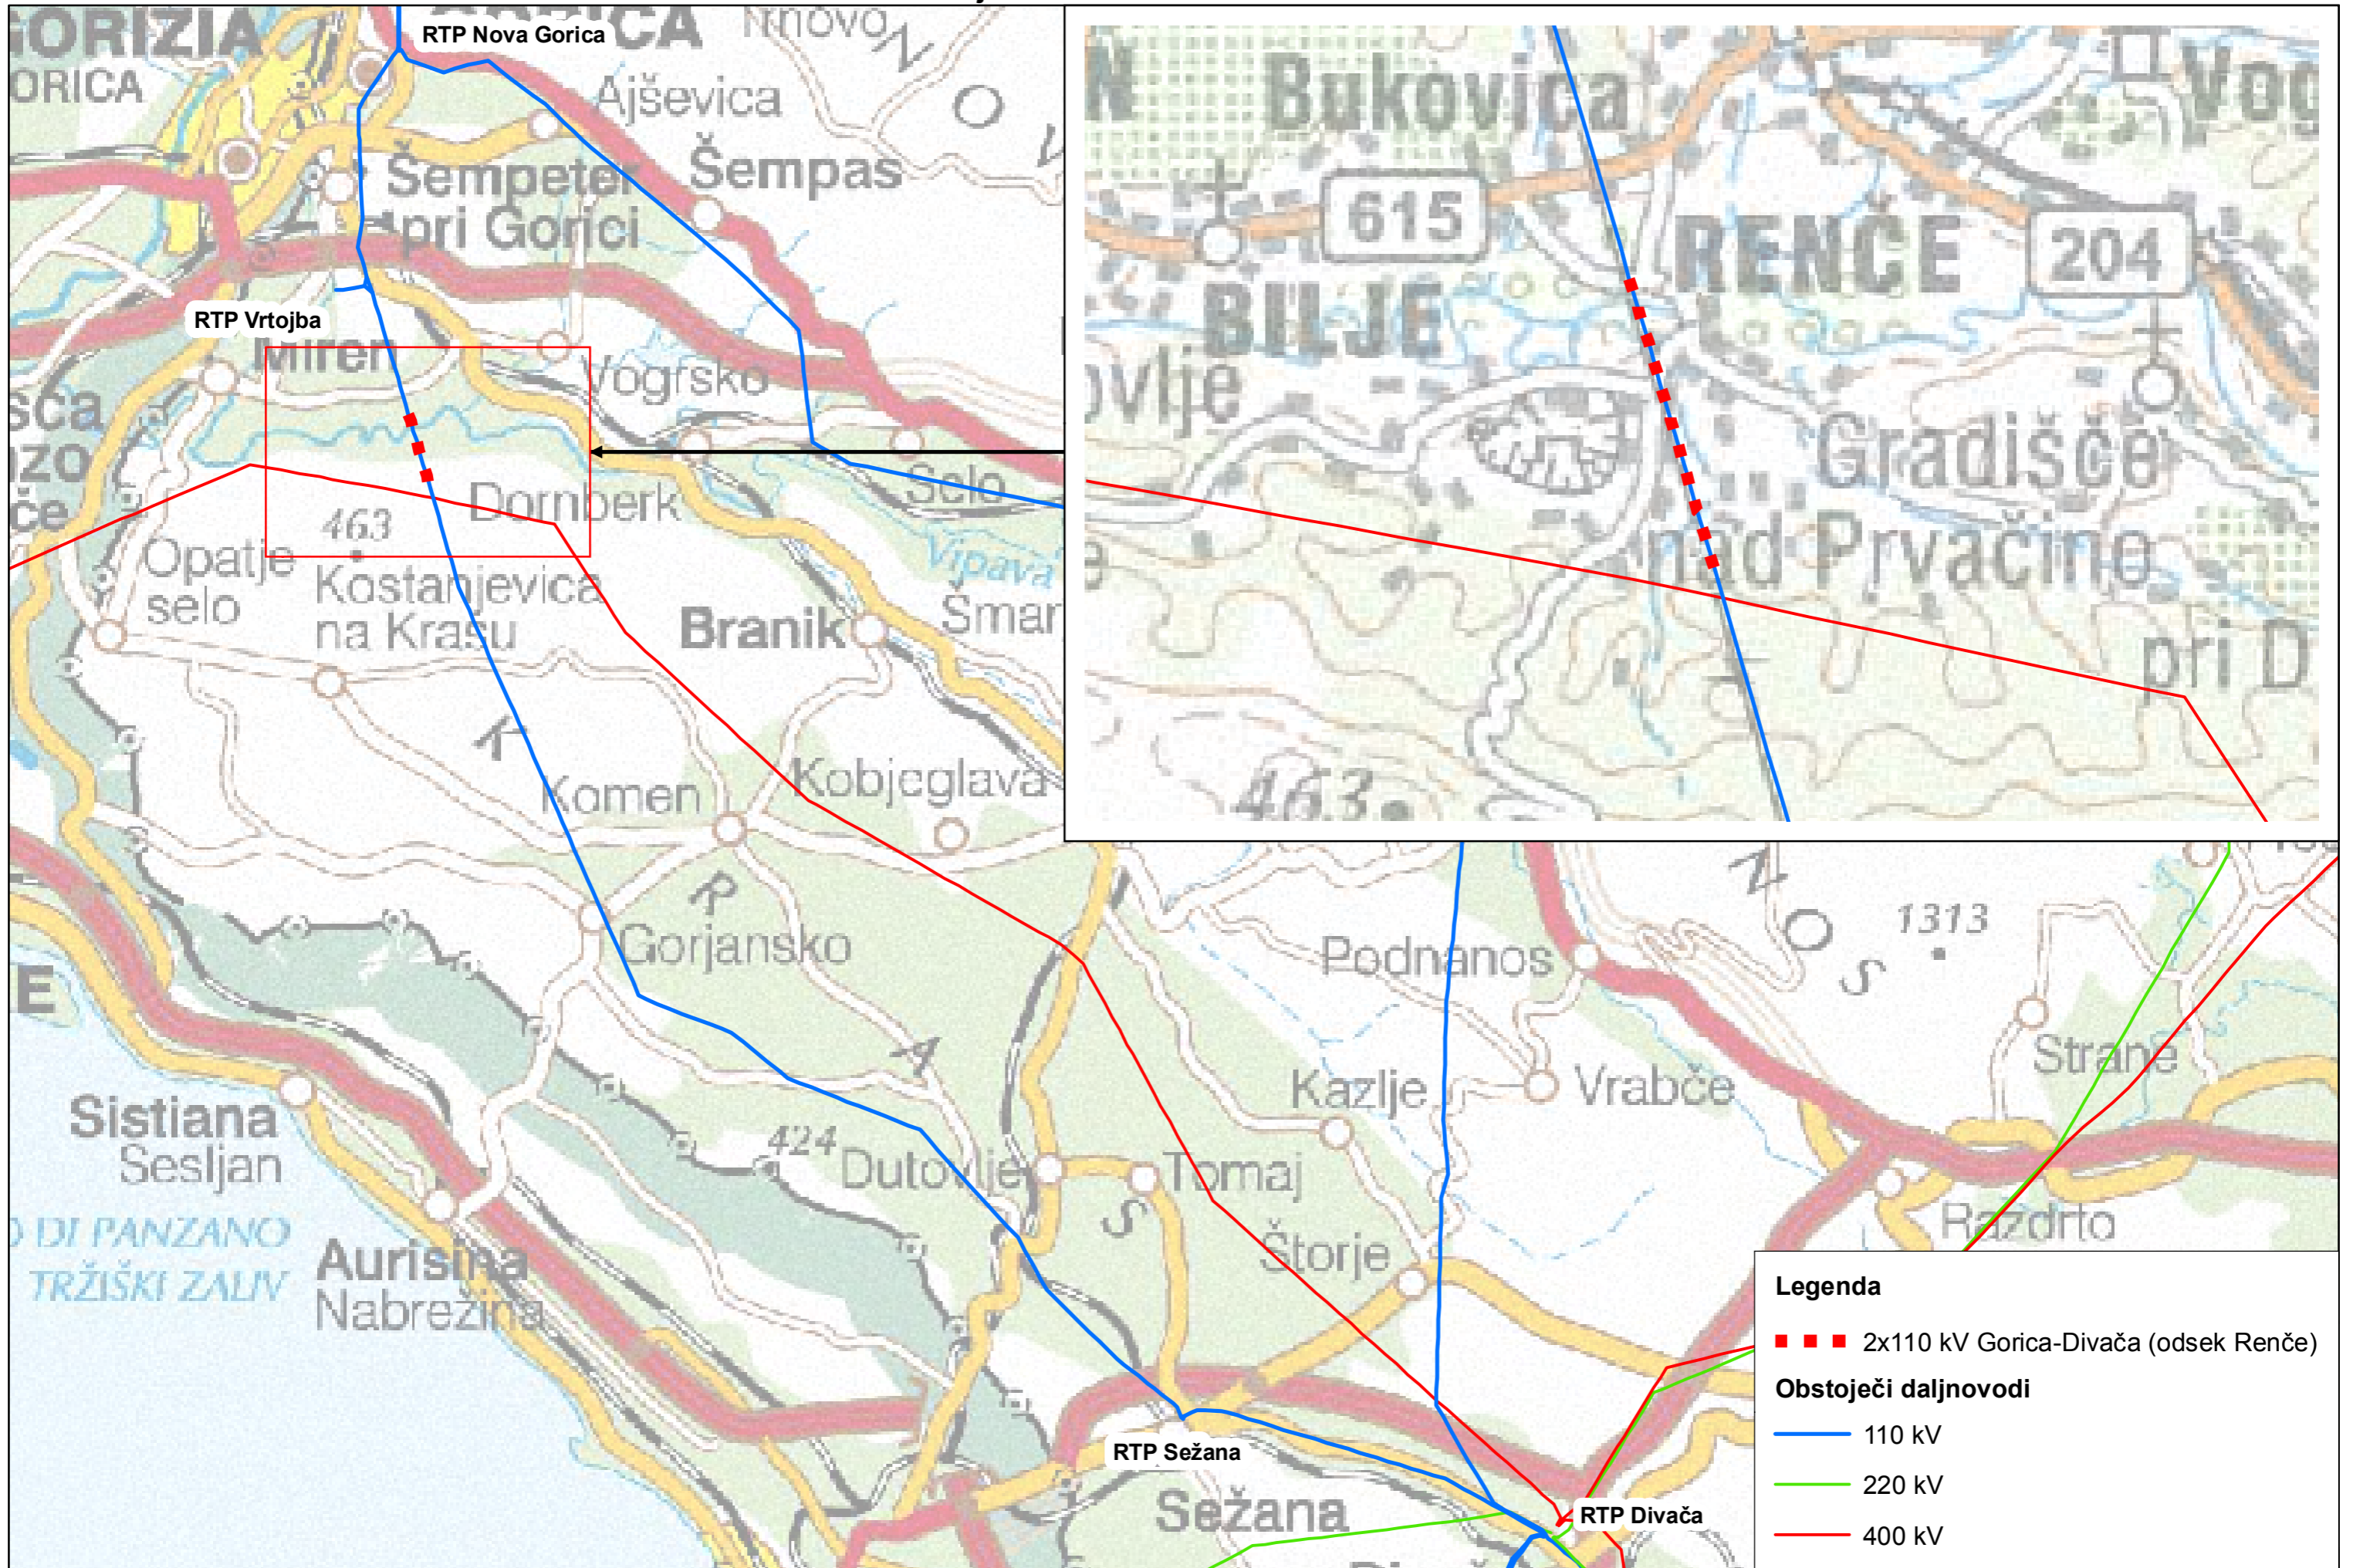 GORIZIA
GORICA
RTP Nova Gorica
Ajševica
Šempeter
pri Gorici
Šempas
RTP Vrtojba
Miren
Vogrsko
Selo
Dornberk
463
Opatje
selo
Kostanjevica
na Krasu
Vipava
Branik
K
Komen
Kobjeglava
R
Gorjansko
A
S
E
Sistiana
Sesljan
424
Dutovlje
Tomaj
DI PANZANO
TRŽIŠKI ZALIV
Aurisina
Nabrežina
Štorje
Kazlje
Podnanos
Vrabče
N
O
S
1313
Strane
Razdrto
RTP Sežana
Sežana
RTP Divača
N
Bukovica
615
RENČE
204
BILJE
Gradišče
nad Prvačino
pri D
463
Legenda
2x110 kV Gorica-Divača (odsek Renče)
Obstoječi daljnovodi
110 kV
220 kV
400 kV